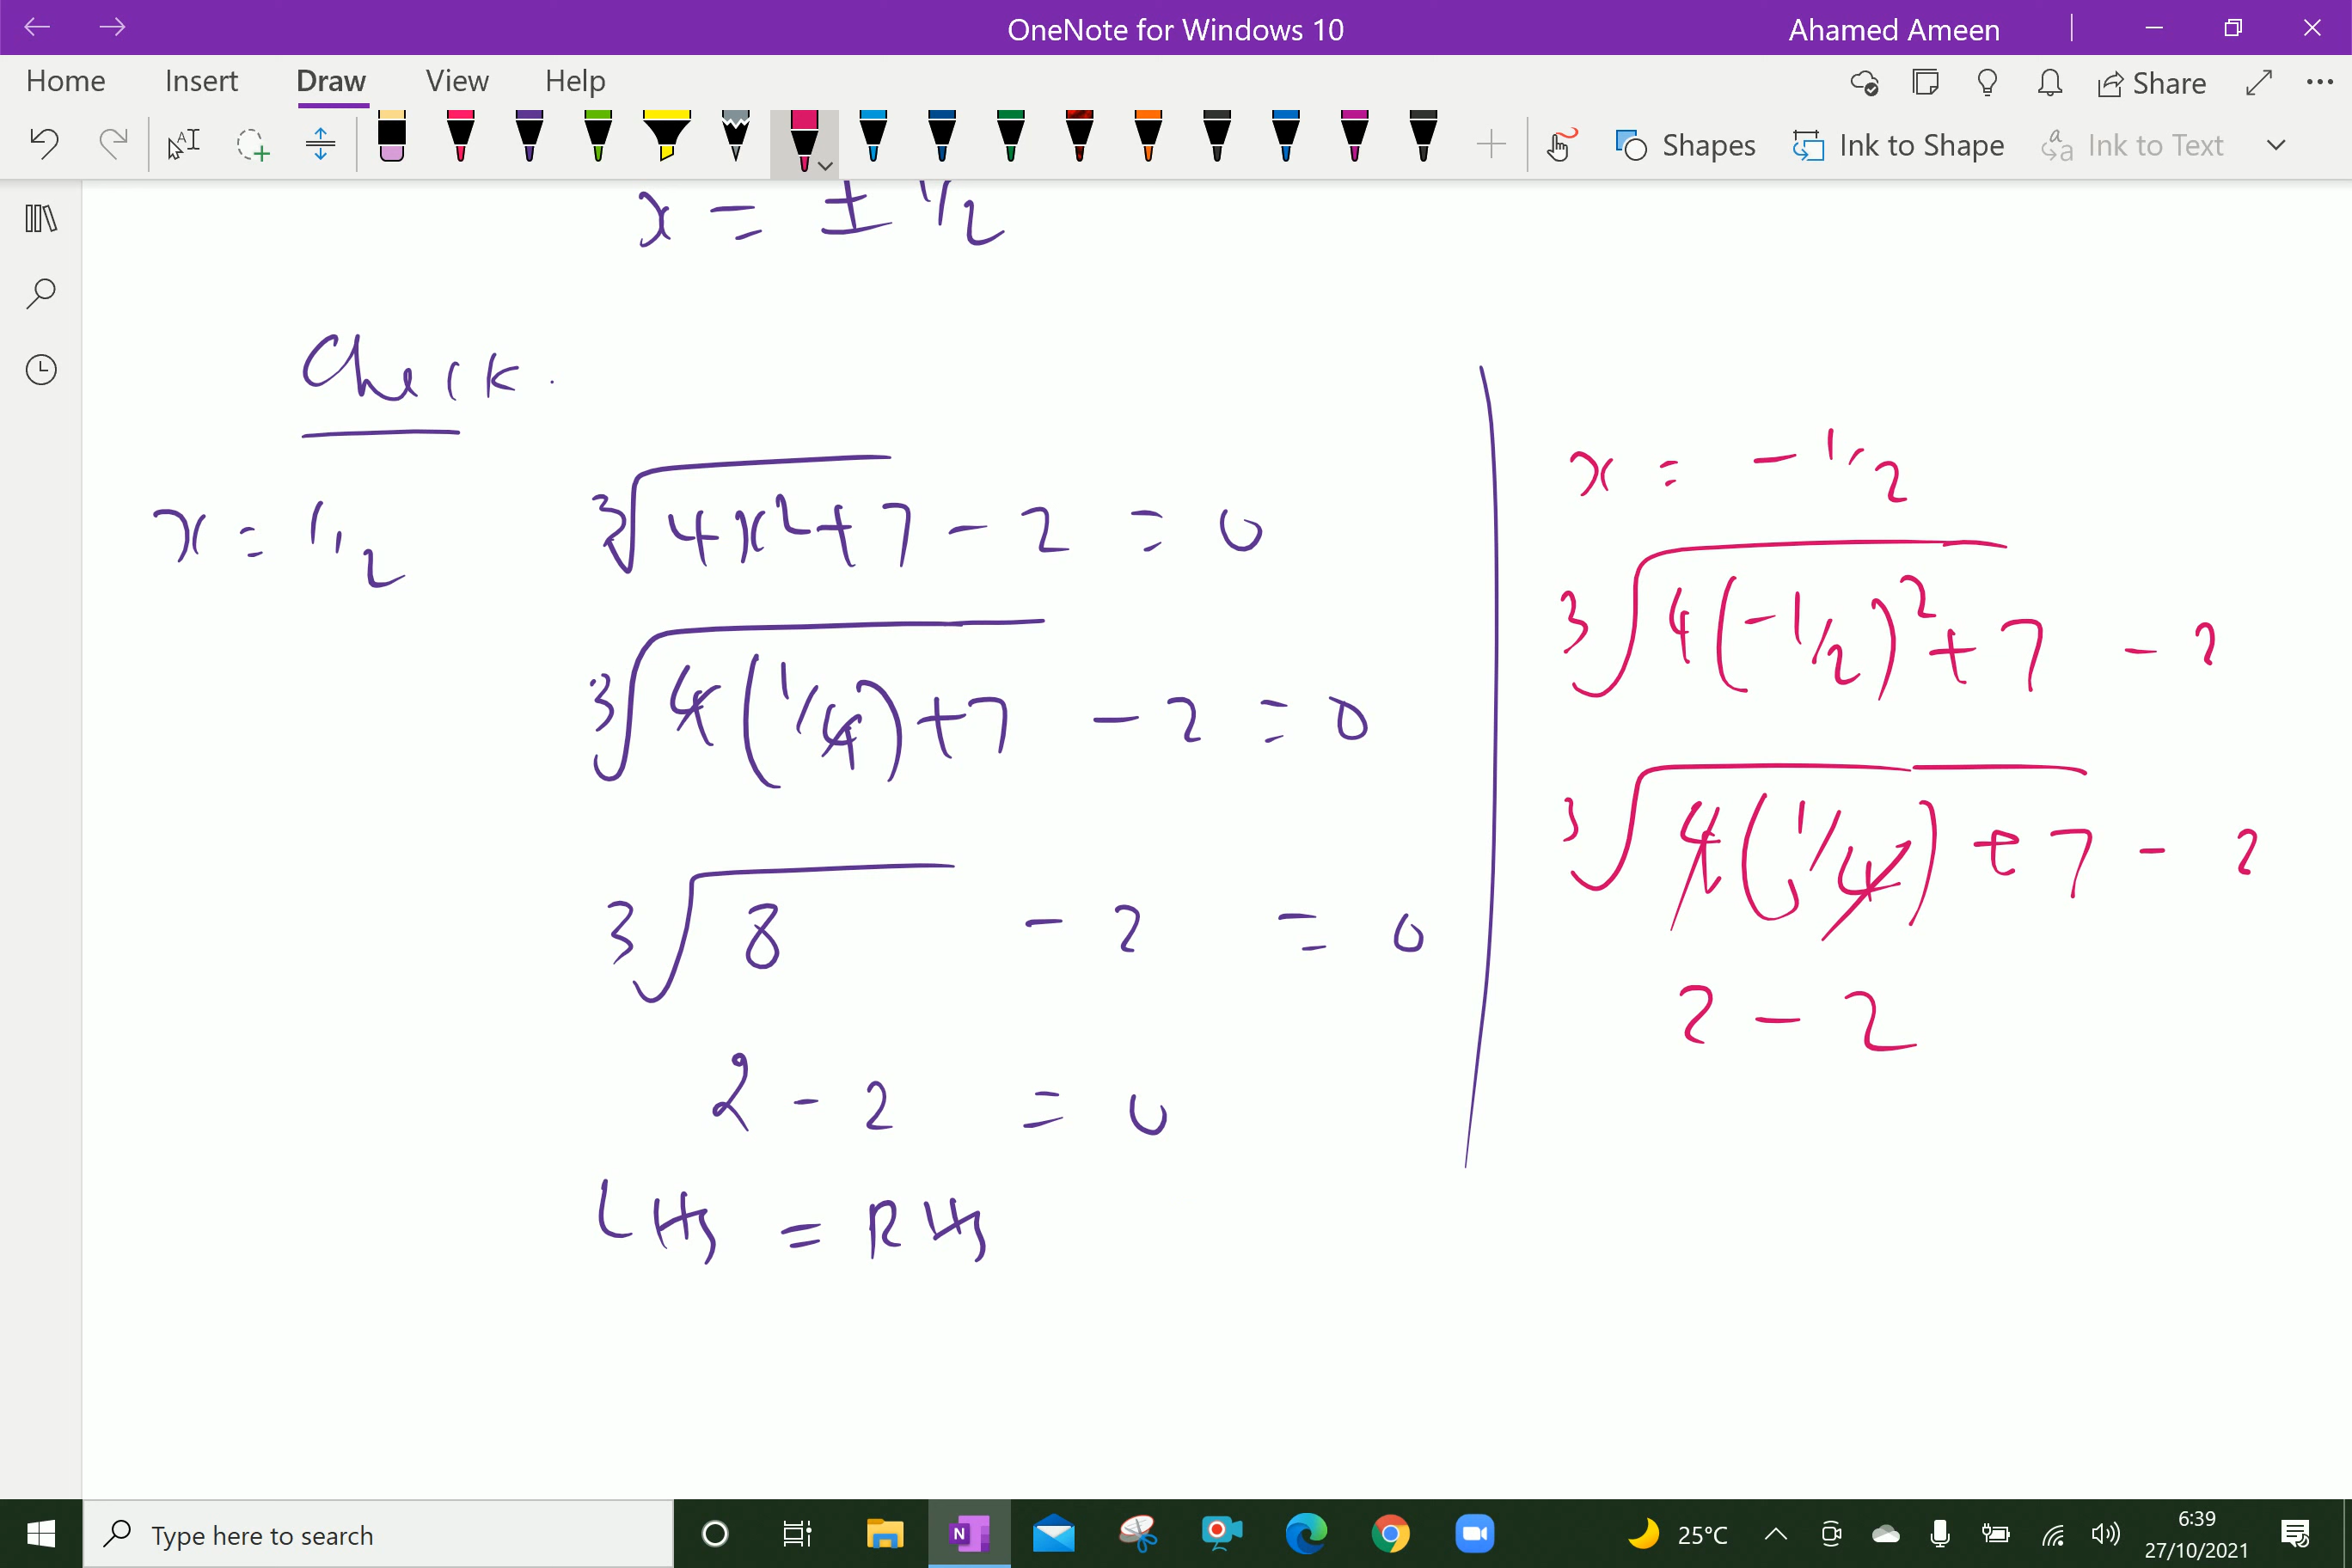 OneNote for Windows 10 Ahamed Ameen
Home Insert Draw View Help Share
Shapes Ink to Shape Ink to Text
x = ± 1/2
Check.
x = 1/2
∛(4x²+7) - 2 = 0
∛(4(1/4)+7) - 2 = 0
∛8 - 2 = 0
2 - 2 = 0
LHS = RHS
x = -1/2
∛(4(-1/2)²+7) - 2
∛(4(1/4)+7) - 2
2 - 2
Type here to search
25°C
6:39
27/10/2021